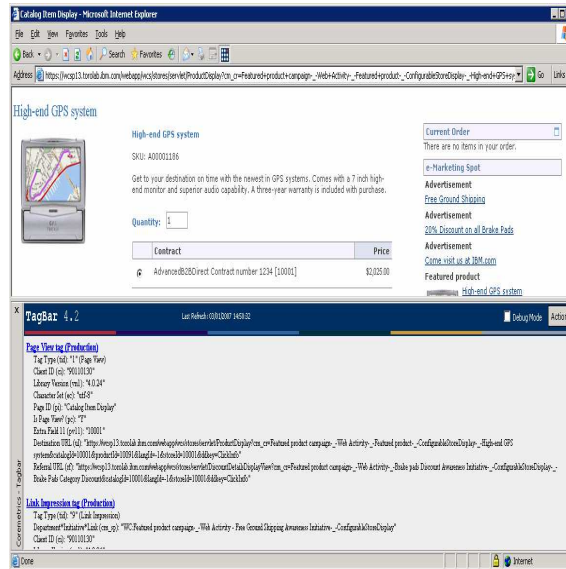 Catalog Item Display - Microsoft Internet Explorer
File Edit View Favorites Tools Help
Back Search Favorites
Address https://wcsp13.torolab.ibm.com/webapp/wcs/stores/servlet/ProductDisplay?cm_cr=Featured+product+campaign-_-Web+Activity-_-Featured+product-_-ConfigurableStoreDisplay-_-High-end+GPS+sy Go Links
High-end GPS system
High-end GPS system
SKU: A00001186
Get to your destination on time with the newest in GPS systems. Comes with a 7 inch high-
end monitor and superior audio capability. A three-year warranty is included with purchase.
Quantity: 1
Contract Price
AdvancedB2BDirect Contract number 1234 [10001] $2,025.00
Current Order
There are no items in your order.
e-Marketing Spot
Advertisement
Free Ground Shipping
Advertisement
20% Discount on all Brake Pads
Advertisement
Come visit us at IBM.com
Featured product
High-end GPS system
X TagBar 4.2 Last Refresh: 03/01/2007 14:50:32 Debug Mode Action
Page View tag (Production)
Tag Type (tid): "1" (Page View)
Client ID (ci): "90110130"
Library Version (vn1): "4.0.24"
Character Set (ec): "utf-8"
Page ID (pi): "Catalog Item Display"
Is Page View? (pc): "Y"
Extra Field 11 (pv11): "10001"
Destination URL (ul): "https://wcsp13.torolab.ibm.com/webapp/wcs/stores/servlet/ProductDisplay?cm_cr=Featured product campaign-_-Web Activity-_-Featured product-_-ConfigurableStoreDisplay-_-High-end GPS
system&catalogId=10001&productId=10091&langId=-1&storeId=10001&ddkey=ClickInfo"
Referral URL (rf): "https://wcsp13.torolab.ibm.com/webapp/wcs/stores/servlet/DiscountDetailsDisplayView?cm_cr=Featured product campaign-_-Web Activity-_-Brake pads Discount Awareness Initiative-_-ConfigurableStoreDisplay-_-
Brake Pads Category Discount&catalogId=10001&langId=-1&storeId=10001&ddkey=ClickInfo"
Link Impression tag (Production)
Tag Type (tid): "9" (Link Impression)
Department*Initiative*Link (cm_sp): "WC:Featured product campaign-_-Web Activity - Free Ground Shipping Awareness Initiative-_-ConfigurableStoreDisplay"
Client ID (ci): "90110130"
Coremetrics - Tagbar
Done Internet